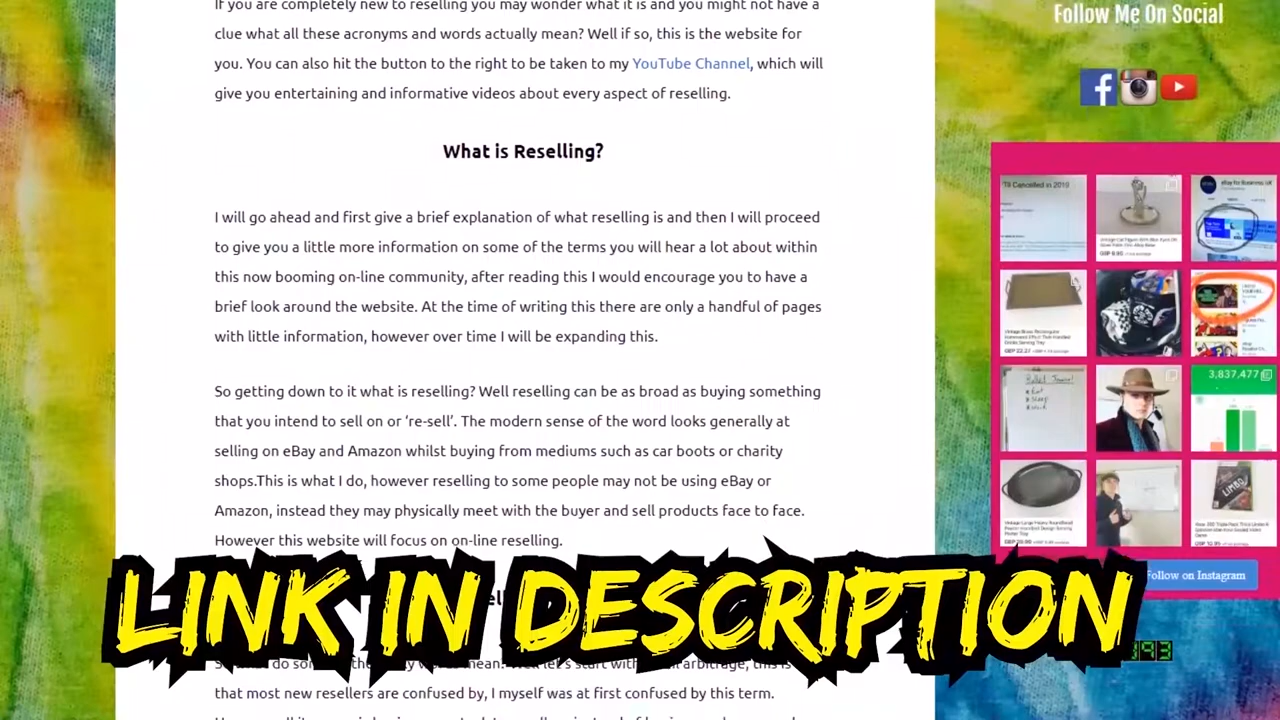 If you are completely new to reselling you may wonder what it is and you might not have a
clue what all these acronyms and words actually mean? Well if so, this is the website for
you. You can also hit the button to the right to be taken to my YouTube Channel, which will
give you entertaining and informative videos about every aspect of reselling.
What is Reselling?
I will go ahead and first give a brief explanation of what reselling is and then I will proceed
to give you a little more information on some of the terms you will hear a lot about within
this now booming on-line community, after reading this I would encourage you to have a
brief look around the website. At the time of writing this there are only a handful of pages
with little information, however over time I will be expanding this.
So getting down to it what is reselling? Well reselling can be as broad as buying something
that you intend to sell on or ‘re-sell’. The modern sense of the word looks generally at
selling on eBay and Amazon whilst buying from mediums such as car boots or charity
shops.This is what I do, however reselling to some people may not be using eBay or
Amazon, instead they may physically meet with the buyer and sell products face to face.
However this website will focus on on-line
LINK IN DESCRIPTION
that most new resellers are confused by, I myself was at first confused by this term.
Follow Me On Social
3,837,477
LIMBO
Follow on Instagram